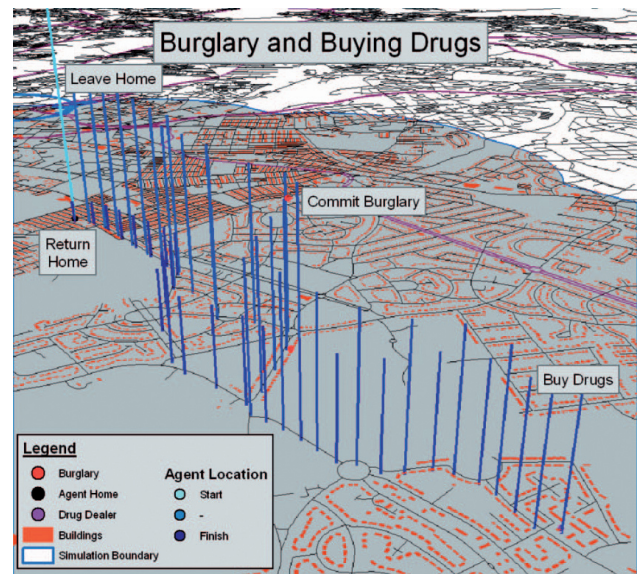 Burglary and Buying Drugs
Leave Home
Commit Burglary
Return
Home
Buy Drugs
Legend
Burglary
Agent Home
Drug Dealer
Buildings
Simulation Boundary
Agent Location
Start
-
Finish